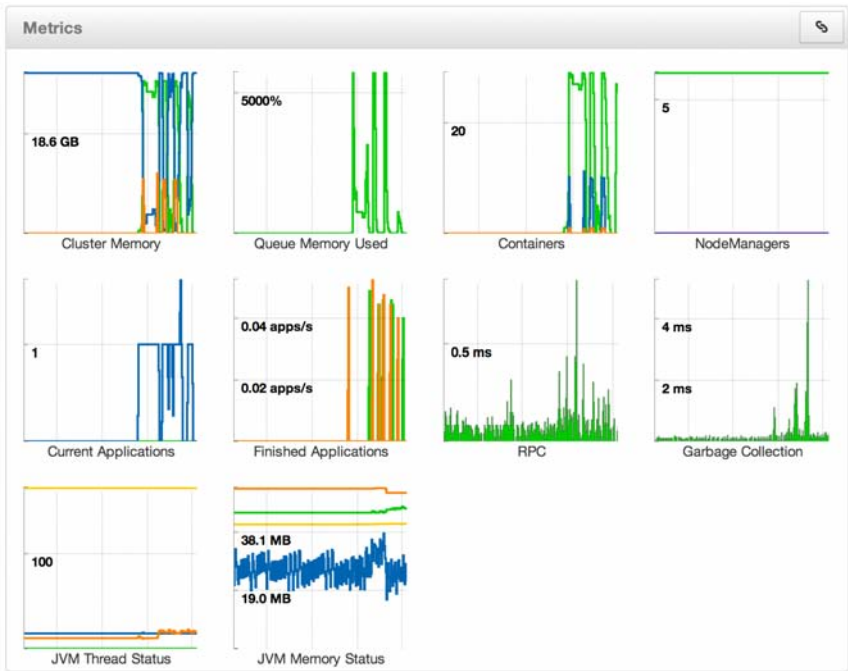 Metrics
18.6 GB
Cluster Memory
5000%
Queue Memory Used
20
Containers
5
NodeManagers
1
Current Applications
0.04 apps/s
0.02 apps/s
Finished Applications
0.5 ms
RPC
4 ms
2 ms
Garbage Collection
100
JVM Thread Status
38.1 MB
19.0 MB
JVM Memory Status